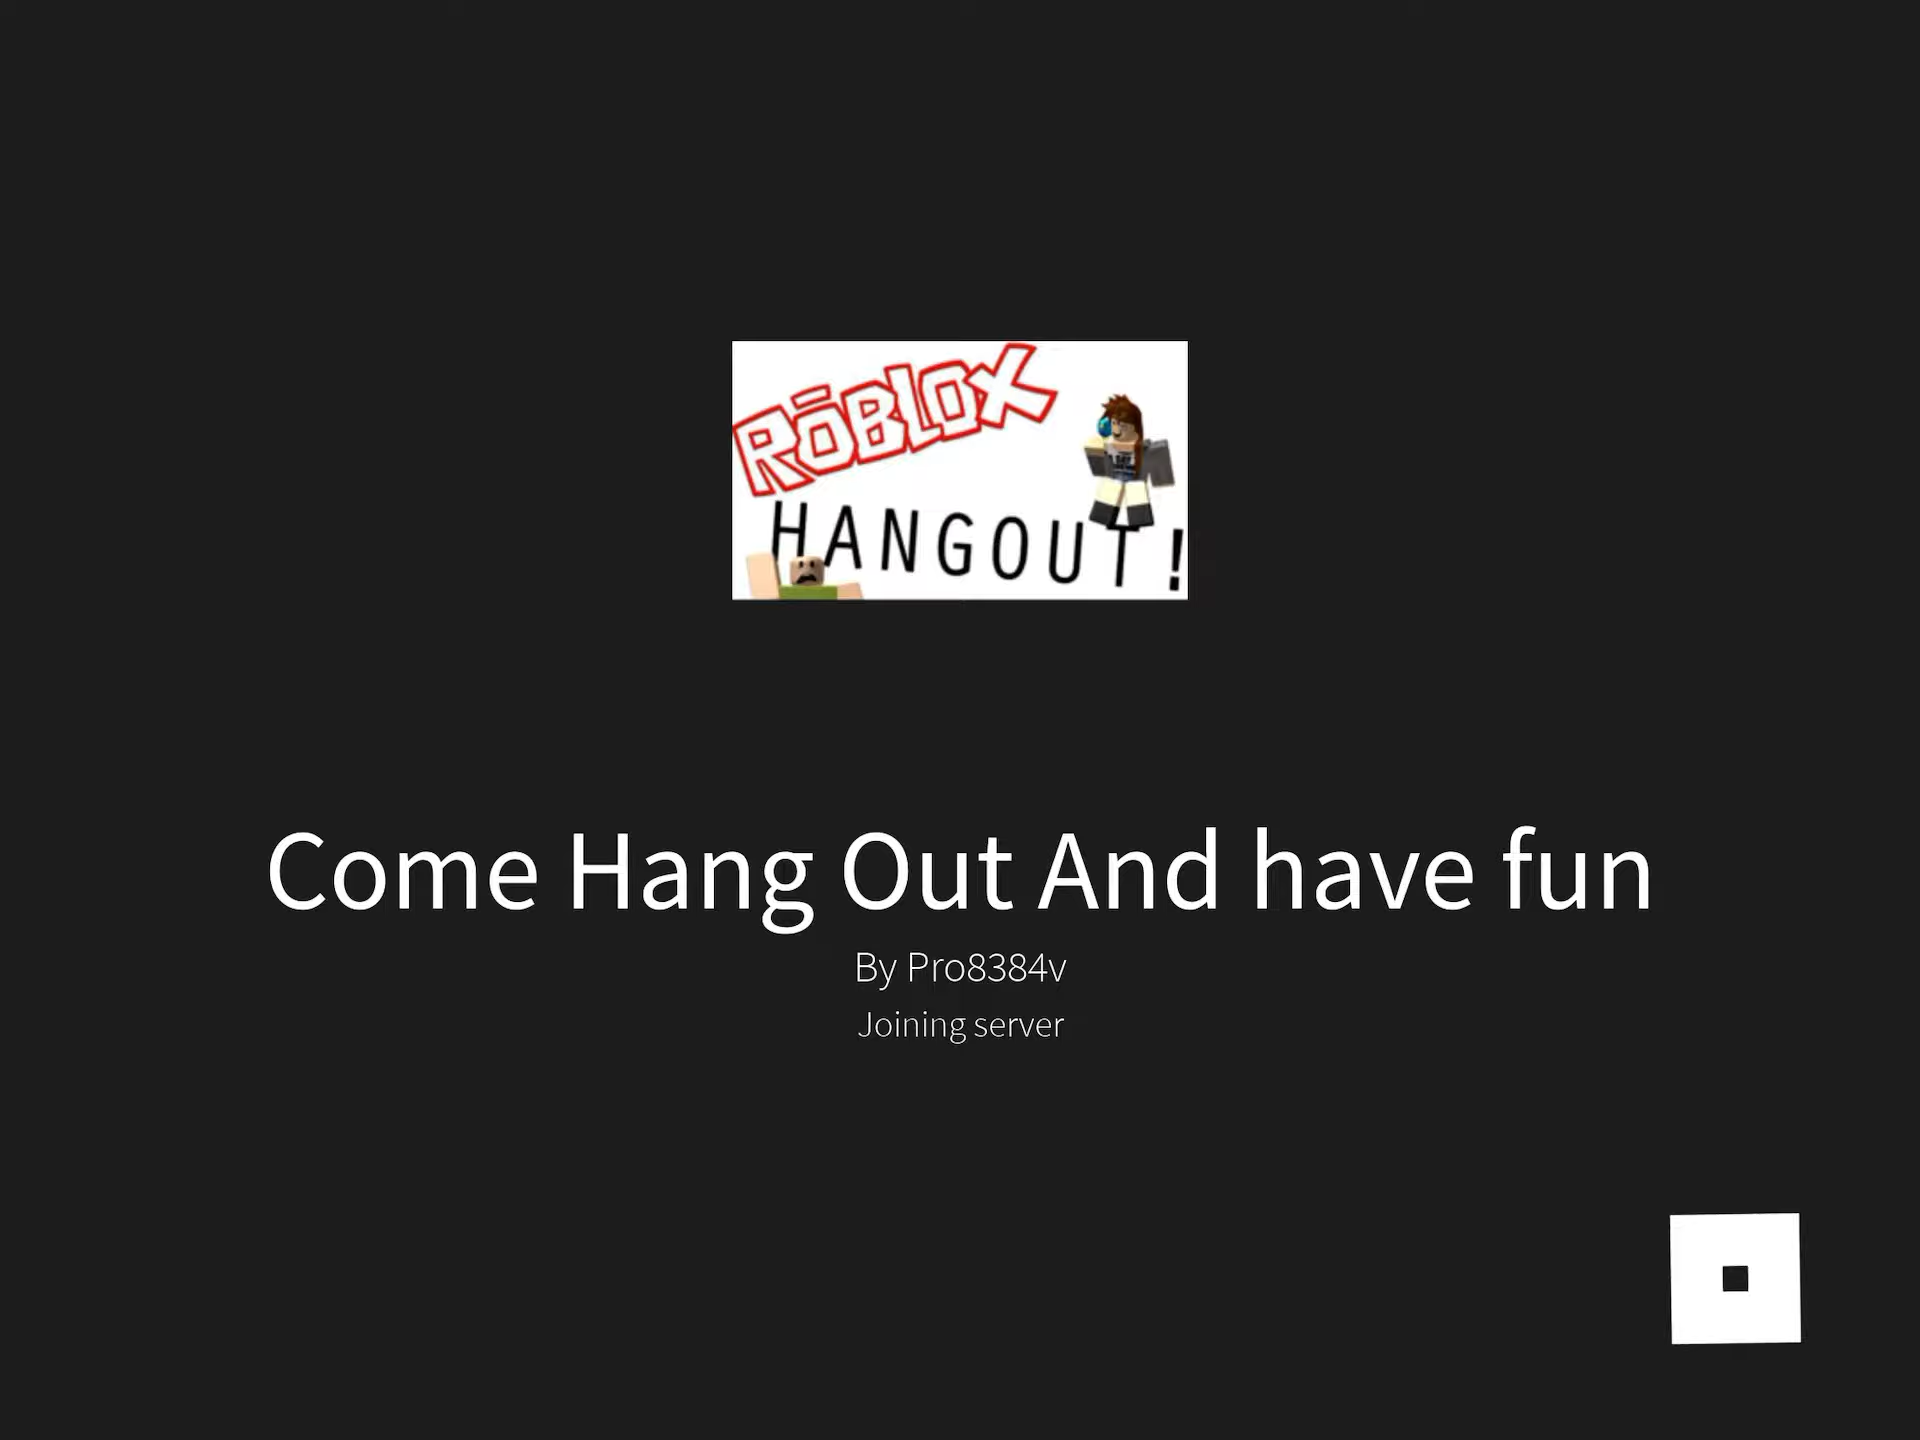 RŌBLOX
HANGOUT!
Come Hang Out And have fun
By Pro8384v
Joining server